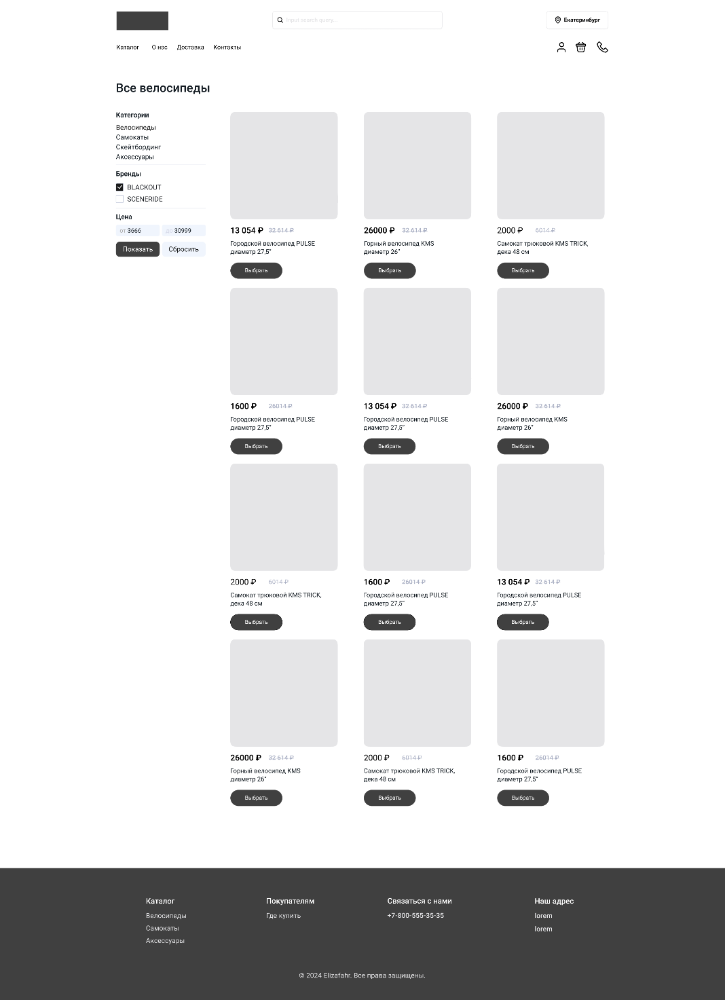 Input search query...
Екатеринбург
Каталог О нас Доставка Контакты
Все велосипеды
Категории
Велосипеды
Самокаты
Скейтбординг
Аксессуары
Бренды
BLACKOUT
SCENERIDE
Цена
от 3666 до 30999
Показать Сбросить
13 054 ₽ 32 614 ₽
Городской велосипед PULSE
диаметр 27,5”
Выбрать
26000 ₽ 32 614 ₽
Горный велосипед KMS
диаметр 26”
Выбрать
2000 ₽ 6014 ₽
Самокат трюковой KMS TRICK,
дека 48 см
Выбрать
1600 ₽ 26014 ₽
Городской велосипед PULSE
диаметр 27,5”
Выбрать
13 054 ₽ 32 614 ₽
Городской велосипед PULSE
диаметр 27,5”
Выбрать
26000 ₽ 32 614 ₽
Горный велосипед KMS
диаметр 26”
Выбрать
2000 ₽ 6014 ₽
Самокат трюковой KMS TRICK,
дека 48 см
Выбрать
1600 ₽ 26014 ₽
Городской велосипед PULSE
диаметр 27,5”
Выбрать
13 054 ₽ 32 614 ₽
Городской велосипед PULSE
диаметр 27,5”
Выбрать
26000 ₽ 32 614 ₽
Горный велосипед KMS
диаметр 26”
Выбрать
2000 ₽ 6014 ₽
Самокат трюковой KMS TRICK,
дека 48 см
Выбрать
1600 ₽ 26014 ₽
Городской велосипед PULSE
диаметр 27,5”
Выбрать
Каталог
Велосипеды
Самокаты
Аксессуары
Покупателям
Где купить
Связаться с нами
+7-800-555-35-35
Наш адрес
lorem
lorem
© 2024 Elizafahr. Все права защищены.